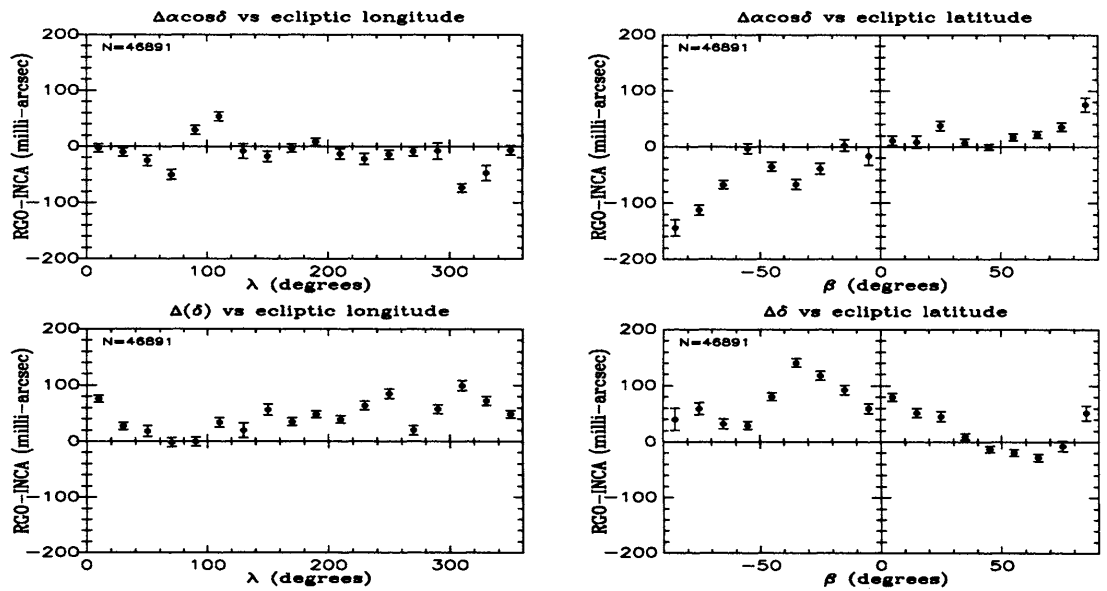 Δαcosδ vs ecliptic longitude
200
100
0
−100
−200
RGO-INCA (milli-arcsec)
N=46891
0 100 200 300
λ (degrees)
Δαcosδ vs ecliptic latitude
200
100
0
−100
−200
RGO-INCA (milli-arcsec)
N=46891
−50 0 50
β (degrees)
Δ(δ) vs ecliptic longitude
200
100
0
−100
−200
RGO-INCA (milli-arcsec)
N=46891
0 100 200 300
λ (degrees)
Δδ vs ecliptic latitude
200
100
0
−100
−200
RGO-INCA (milli-arcsec)
N=46891
−50 0 50
β (degrees)